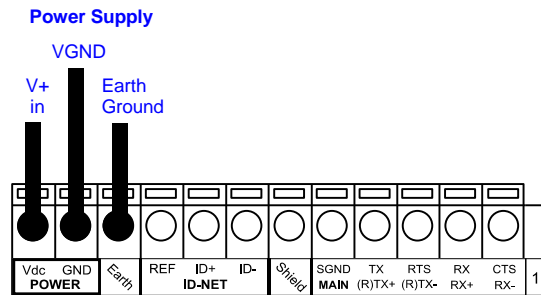 Power Supply
VGND
V+ in
Earth Ground
Vdc GND Earth REF ID+ ID- Shield SGND TX RTS RX CTS
POWER ID-NET MAIN (R)TX+ (R)TX- RX+ RX- 1